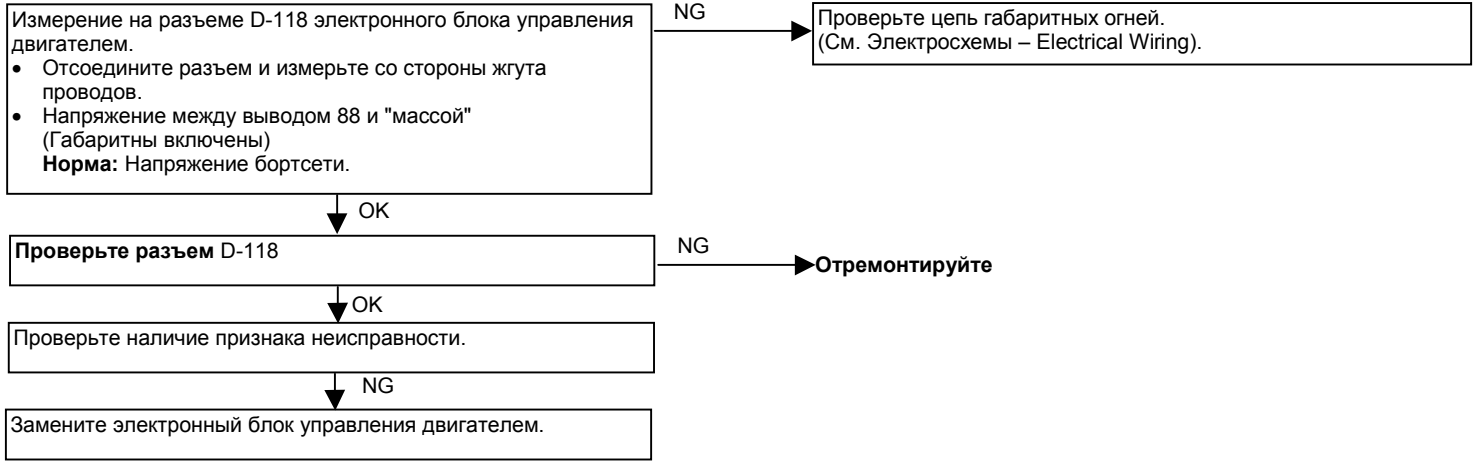 Измерение на разъеме D-118 электронного блока управления
двигателем.
• Отсоедините разъем и измерьте со стороны жгута
проводов.
• Напряжение между выводом 88 и "массой"
(Габаритны включены)
Норма: Напряжение бортсети.
NG
Проверьте цепь габаритных огней.
(См. Электросхемы – Electrical Wiring).
OK
Проверьте разъем D-118
NG
Отремонтируйте
OK
Проверьте наличие признака неисправности.
NG
Замените электронный блок управления двигателем.